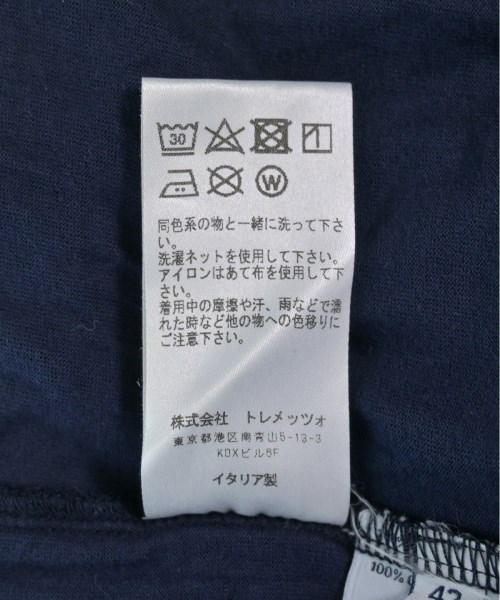 30
W
同色系の物と一緒に洗って下さ
い。
洗濯ネットを使用して下さい。
アイロンはあて布を使用して下
さい。
着用中の摩擦や汗、雨などで濡
れた時など他の物への色移りに
ご注意下さい。
株式会社 トレメッツォ
東京都港区南青山5-13-3
KDXビル6F
イタリア製
100%
42